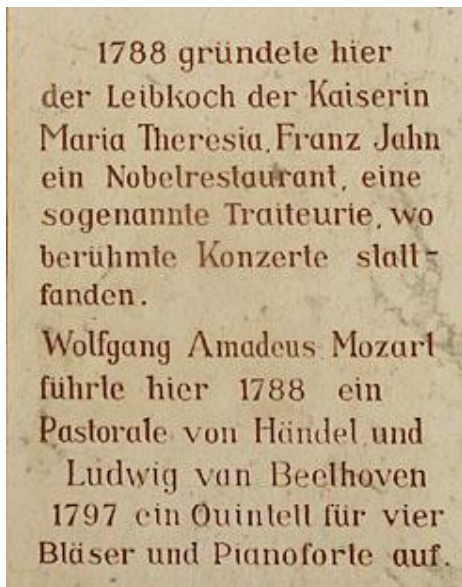 1788 gründete hier
der Leibkoch der Kaiserin
Maria Theresia, Franz Jahn
ein Nobelrestaurant, eine
sogenannte Traiteurie, wo
berühmte Konzerte statt-
fanden.
Wolfgang Amadeus Mozart
führte hier 1788 ein
Pastorale von Händel und
Ludwig van Beethoven
1797 ein Quintett für vier
Bläser und Pianoforte auf.